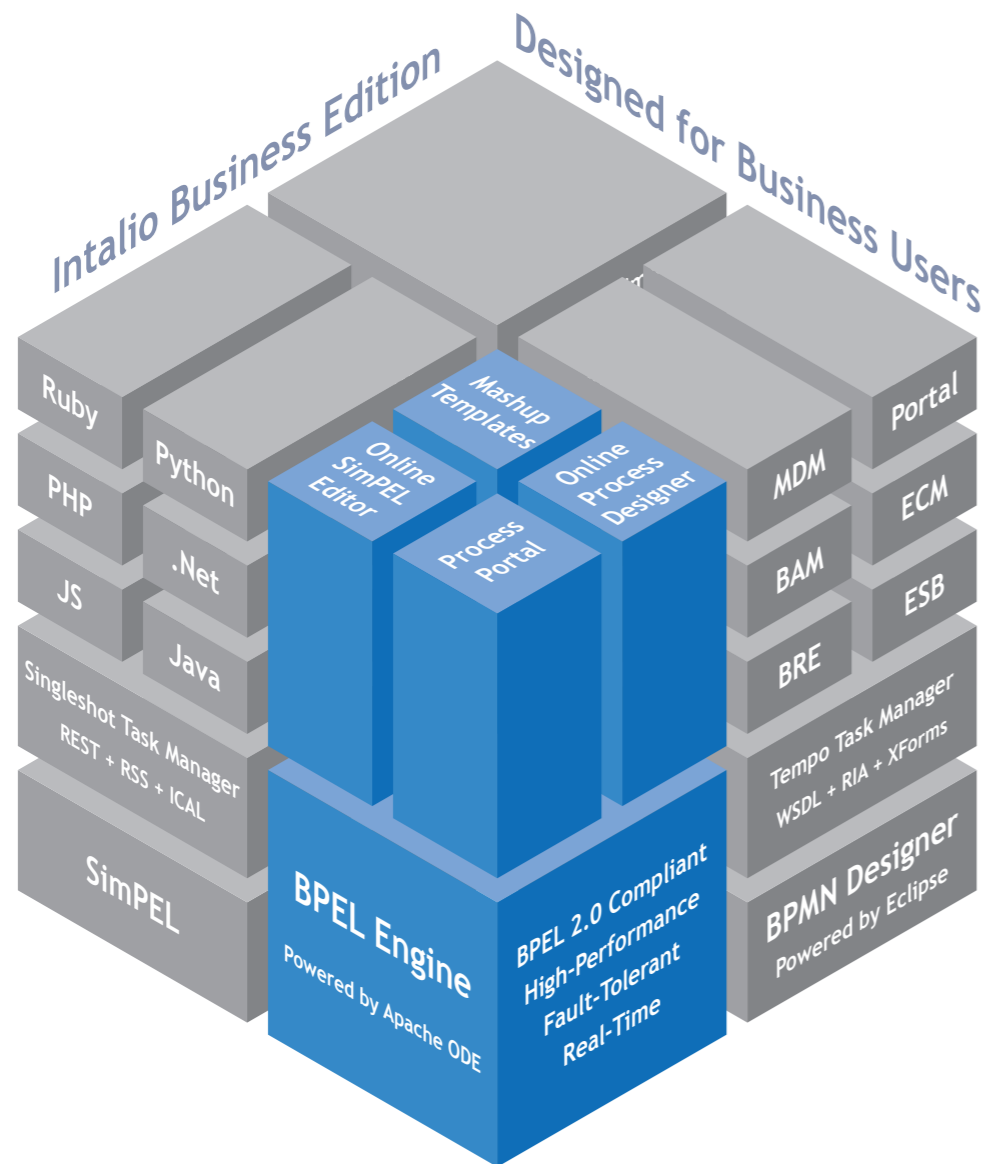 Intalio Business Edition
Designed for Business Users
Ruby
Python
PHP
.Net
JS
Java
Singleshot Task Manager
REST + RSS + ICAL
SimPEL
Mashup
Templates
Online
SimPEL
Editor
Online
Process
Designer
Process
Portal
BPEL Engine
Powered by Apache ODE
BPEL 2.0 Compliant
High-Performance
Fault-Tolerant
Real-Time
MDM
Portal
BAM
ECM
BRE
ESB
Tempo Task Manager
WSDL + RIA + XForms
BPMN Designer
Powered by Eclipse